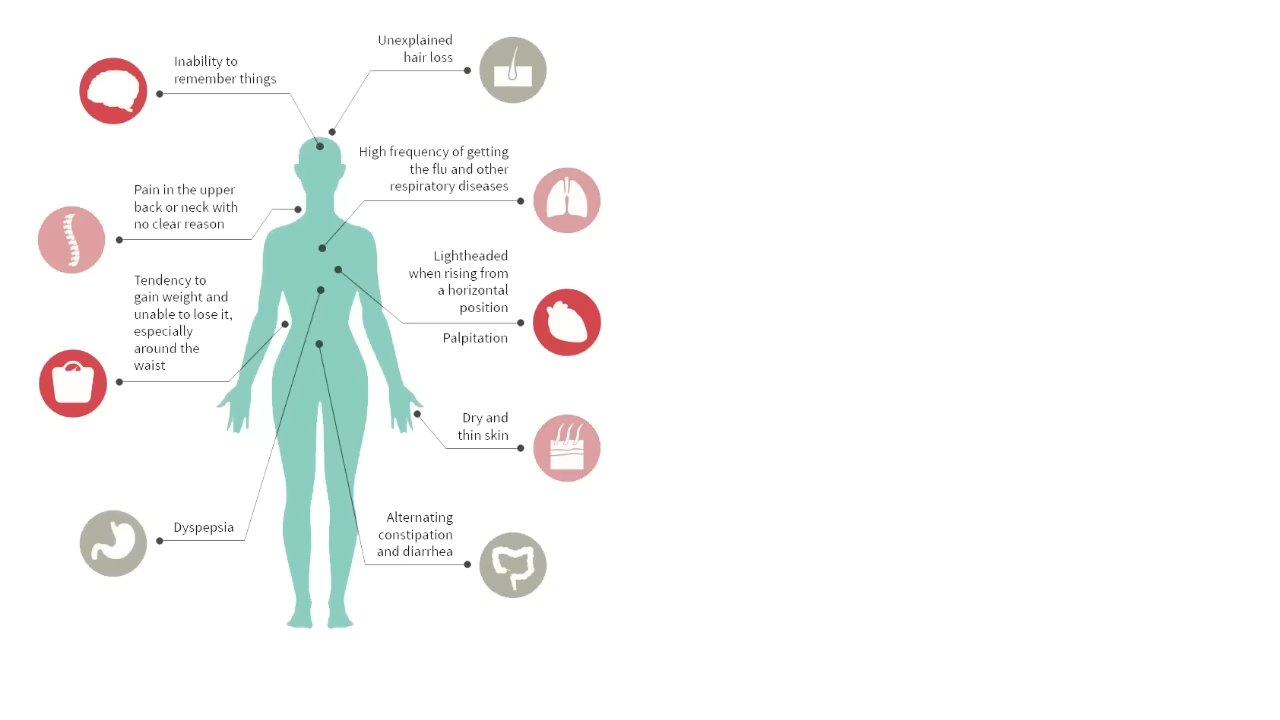 Unexplained
hair loss
Inability to
remember things
High frequency of getting
the flu and other
respiratory diseases
Pain in the upper
back or neck with
no clear reason
Lightheaded
when rising from
a horizontal
position
Palpitation
Tendency to
gain weight and
unable to lose it,
especially
around the
waist
Dry and
thin skin
Dyspepsia
Alternating
constipation
and diarrhea